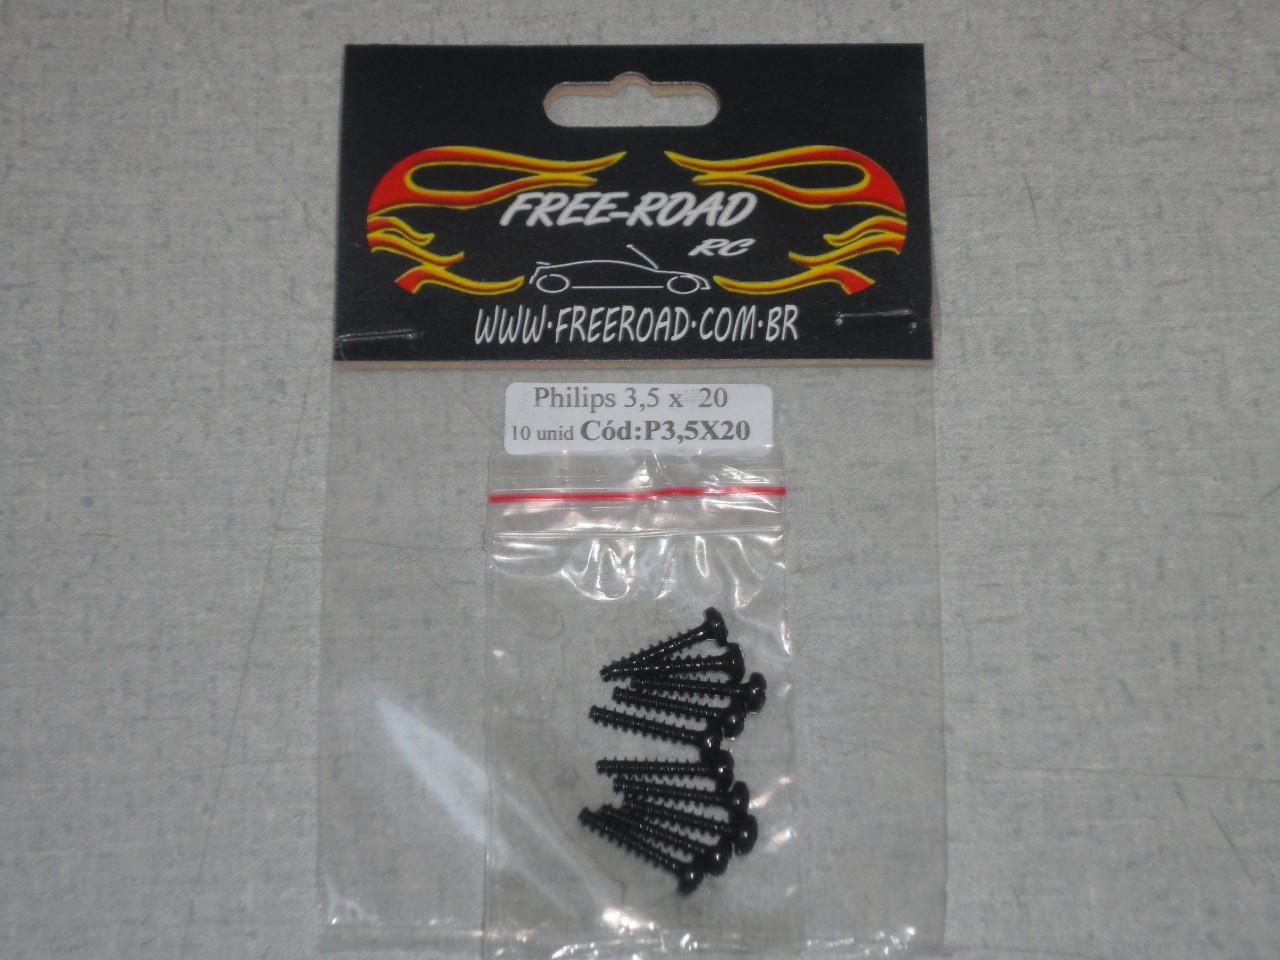 FREE-ROAD
RC
WWW.FREEROAD.COM.BR
Philips 3,5 x 20
10 unid Cód:P3,5X20